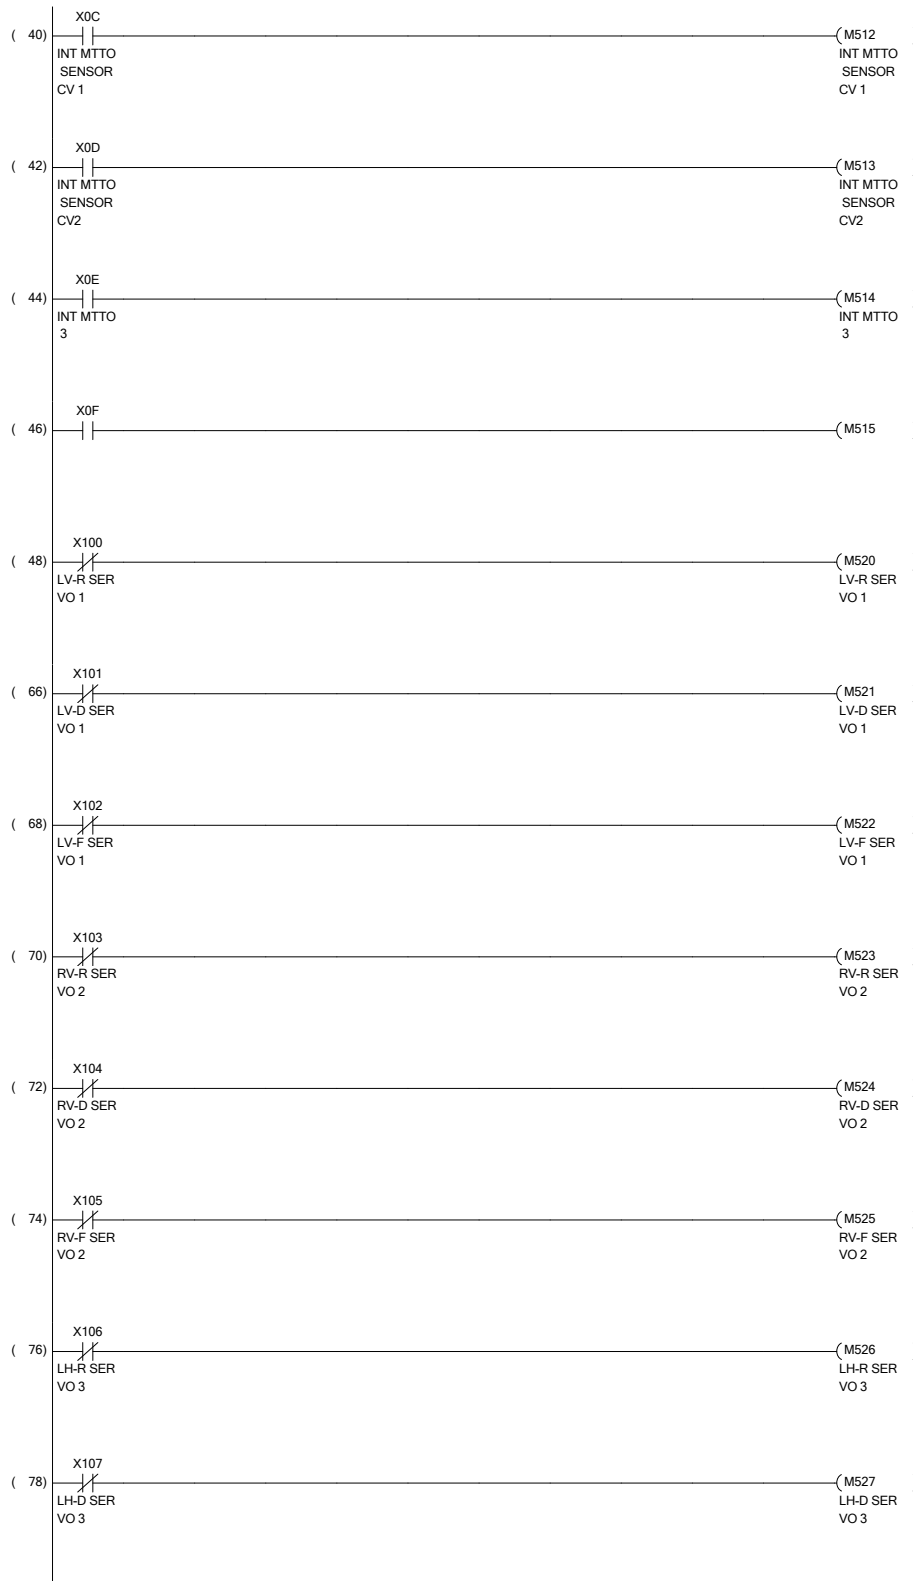 X0C
( 40) ( M512
INT MTTO INT MTTO
SENSOR SENSOR
CV 1 CV 1
X0D
( 42) ( M513
INT MTTO INT MTTO
SENSOR SENSOR
CV2 CV2
X0E
( 44) ( M514
INT MTTO INT MTTO
3 3
X0F
( 46) ( M515
X100
( 48) ( M520
LV-R SER LV-R SER
VO 1 VO 1
X101
( 66) ( M521
LV-D SER LV-D SER
VO 1 VO 1
X102
( 68) ( M522
LV-F SER LV-F SER
VO 1 VO 1
X103
( 70) ( M523
RV-R SER RV-R SER
VO 2 VO 2
X104
( 72) ( M524
RV-D SER RV-D SER
VO 2 VO 2
X105
( 74) ( M525
RV-F SER RV-F SER
VO 2 VO 2
X106
( 76) ( M526
LH-R SER LH-R SER
VO 3 VO 3
X107
( 78) ( M527
LH-D SER LH-D SER
VO 3 VO 3